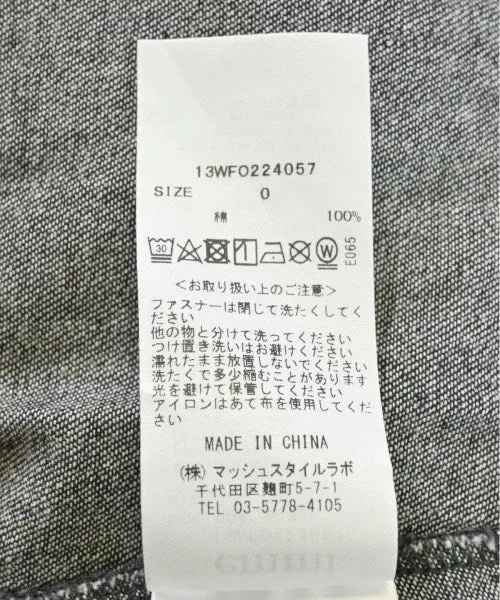 13WFO224057
SIZE 0
綿 100%
30 W E065
<お取り扱い上のご注意>
ファスナーは閉じて洗たくしてく
ださい
他の物と分けて洗ってください
つけ置き洗いはお避けください
濡れたまま放置しないでください
洗たくで多少縮むことがあります
光を避けて保管してください
アイロンはあて布を使用してくだ
さい
MADE IN CHINA
(株) マッシュスタイルラボ
千代田区麹町5-7-1
TEL 03-5778-4105